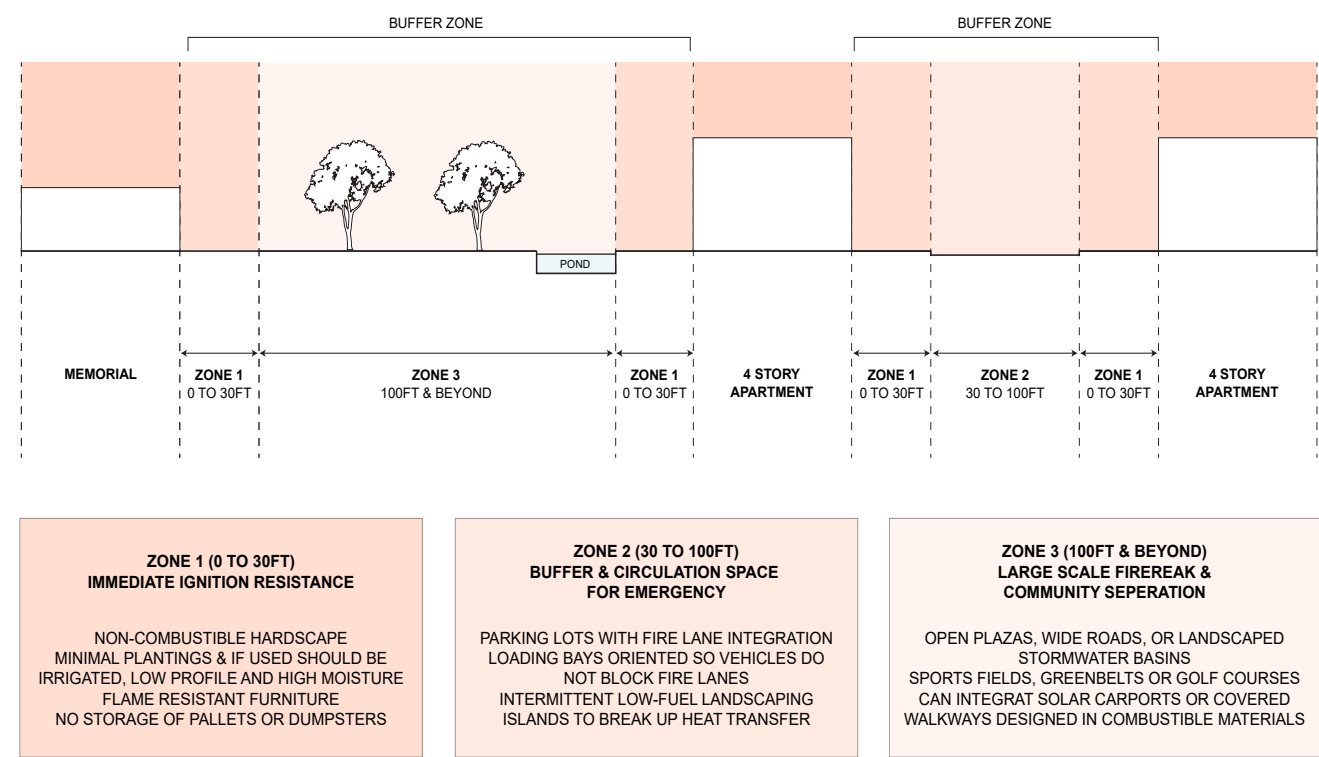 BUFFER ZONE
BUFFER ZONE
POND
MEMORIAL
ZONE 1
0 TO 30FT
ZONE 3
100FT & BEYOND
ZONE 1
0 TO 30FT
4 STORY
APARTMENT
ZONE 1
0 TO 30FT
ZONE 2
30 TO 100FT
ZONE 1
0 TO 30FT
4 STORY
APARTMENT
ZONE 1 (0 TO 30FT)
IMMEDIATE IGNITION RESISTANCE
NON-COMBUSTIBLE HARDSCAPE
MINIMAL PLANTINGS & IF USED SHOULD BE
IRRIGATED, LOW PROFILE AND HIGH MOISTURE
FLAME RESISTANT FURNITURE
NO STORAGE OF PALLETS OR DUMPSTERS
ZONE 2 (30 TO 100FT)
BUFFER & CIRCULATION SPACE
FOR EMERGENCY
PARKING LOTS WITH FIRE LANE INTEGRATION
LOADING BAYS ORIENTED SO VEHICLES DO
NOT BLOCK FIRE LANES
INTERMITTENT LOW-FUEL LANDSCAPING
ISLANDS TO BREAK UP HEAT TRANSFER
ZONE 3 (100FT & BEYOND)
LARGE SCALE FIREREAK &
COMMUNITY SEPERATION
OPEN PLAZAS, WIDE ROADS, OR LANDSCAPED
STORMWATER BASINS
SPORTS FIELDS, GREENBELTS OR GOLF COURSES
CAN INTEGRAT SOLAR CARPORTS OR COVERED
WALKWAYS DESIGNED IN COMBUSTIBLE MATERIALS